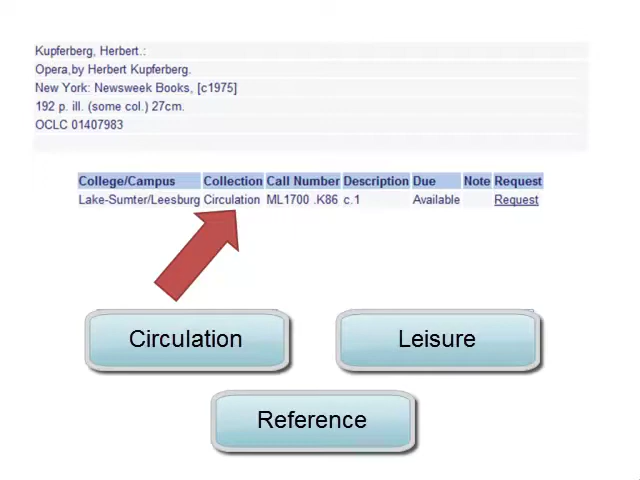 Kupferberg, Herbert.:
Opera,by Herbert Kupferberg.
New York: Newsweek Books, [c1975]
192 p. ill. (some col.) 27cm.
OCLC 01407983
College/Campus Collection Call Number Description Due Note Request
Lake-Sumter/Leesburg Circulation ML1700 .K86 c.1 Available Request
Circulation Leisure
Reference